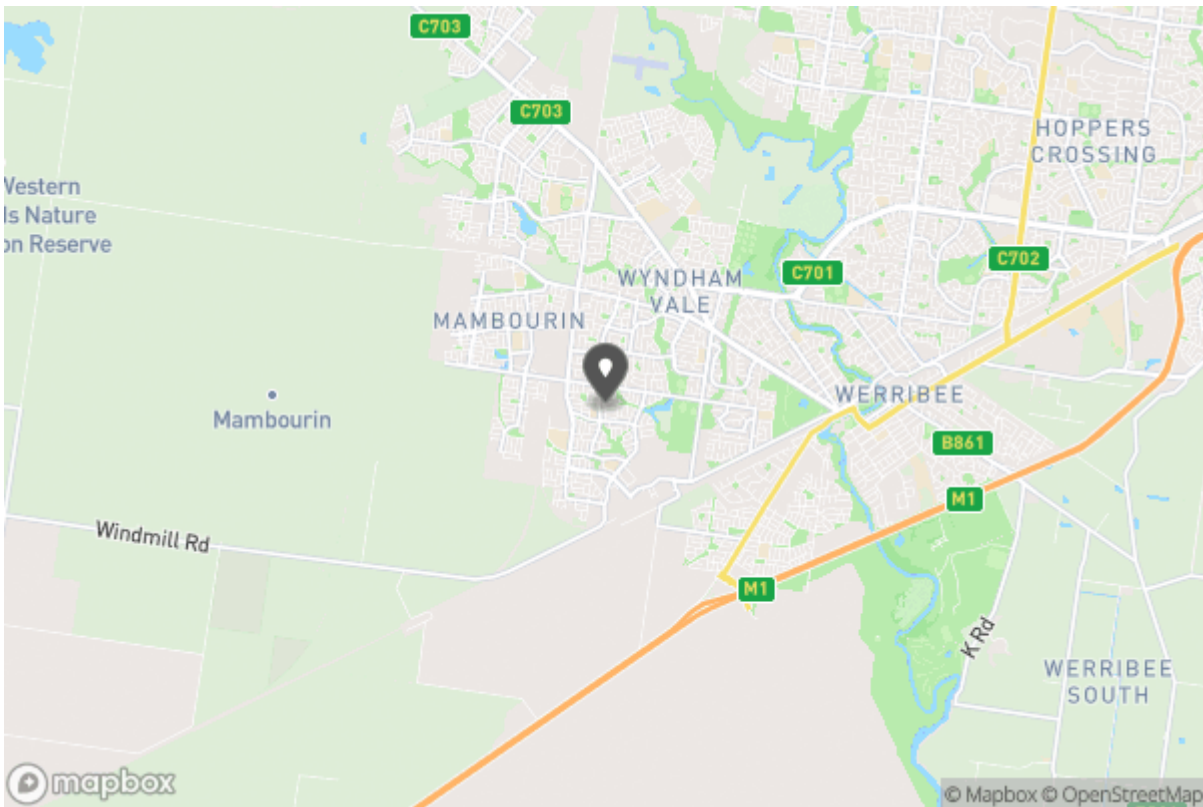 C703
C703
HOPPERS
CROSSING
Western
ls Nature
on Reserve
C702
C701
WYNDHAM
VALE
MAMBOURIN
Mambourin
WERRIBEE
B861
M1
Windmill Rd
M1
K Rd
WERRIBEE
SOUTH
mapbox
© Mapbox © OpenStreetMap